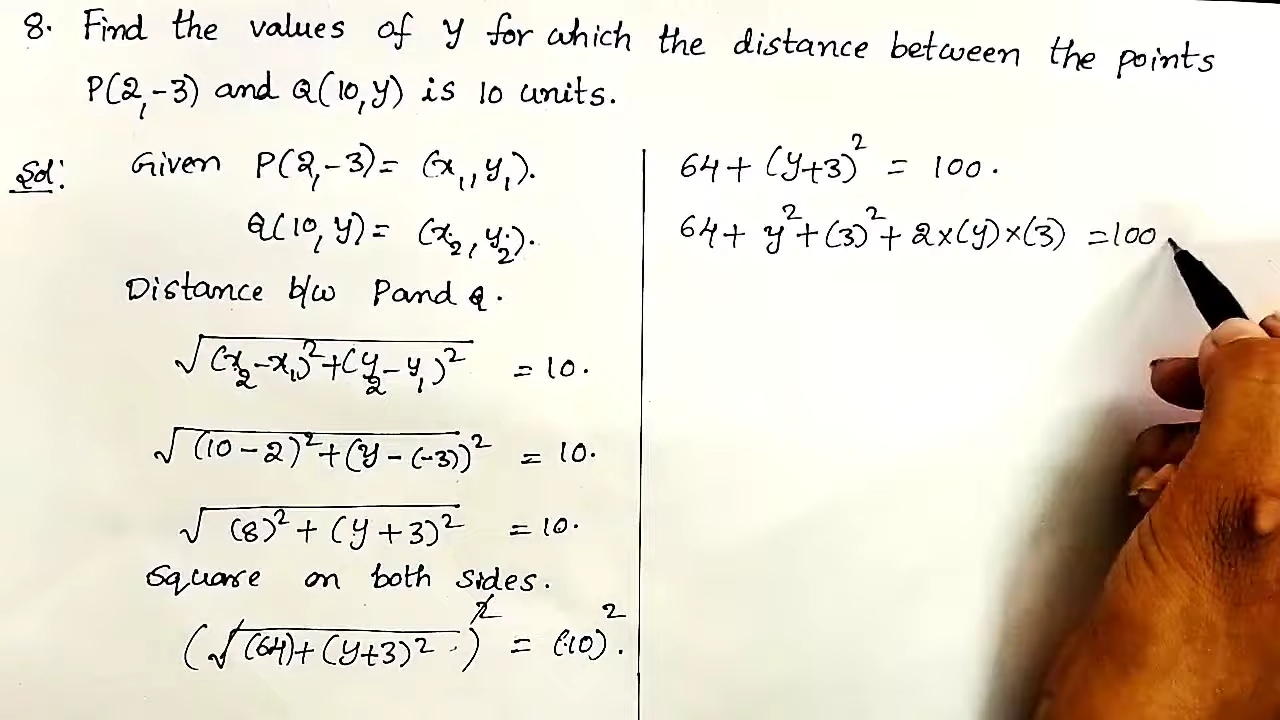 8. Find the values of y for which the distance between the points
P(2,-3) and Q(10,y) is 10 units.
Sol:
Given P(2,-3)= (x₁,y₁).
Q(10,y)= (x₂,y₂).
Distance b/w P and Q.
√(x₂-x₁)²+(y₂-y₁)² = 10.
√(10-2)²+(y-(-3))² = 10.
√(8)²+(y+3)² = 10.
Square on both sides.
(√(64)+(y+3)²)² = (10)².
64+(y+3)² = 100.
64+y²+(3)²+2×(y)×(3) =100